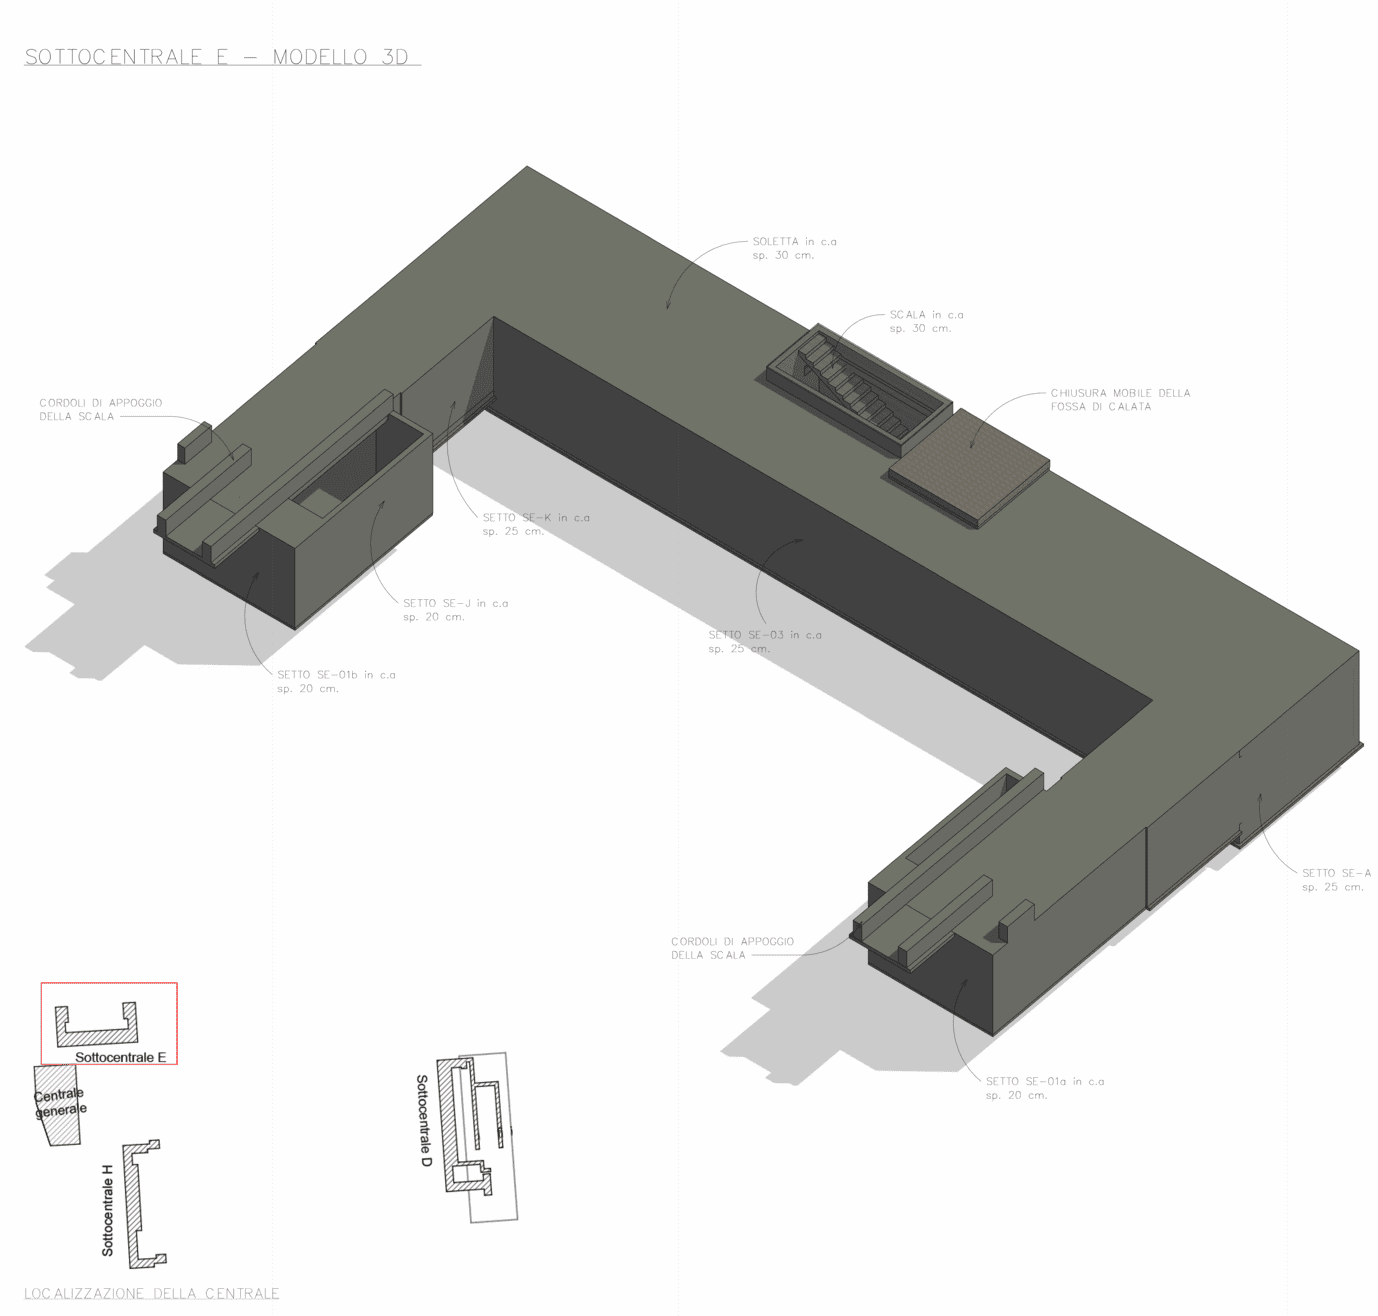 SOTTOCENTRALE E – MODELLO 3D
SOLETTA in c.a
sp. 30 cm.
SCALA in c.a
sp. 30 cm.
CHIUSURA MOBILE DELLA
FOSSA DI CALATA
CORDOLI DI APPOGGIO
DELLA SCALA
SETTO SE-K in c.a
sp. 25 cm.
SETTO SE-J in c.a
sp. 20 cm.
SETTO SE-03 in c.a
sp. 25 cm.
SETTO SE-01b in c.a
sp. 20 cm.
SETTO SE-A
sp. 25 cm.
CORDOLI DI APPOGGIO
DELLA SCALA
SETTO SE-01a in c.a
sp. 20 cm.
Sottocentrale E
Centrale
generale
Sottocentrale H
Sottocentrale D
LOCALIZZAZIONE DELLA CENTRALE